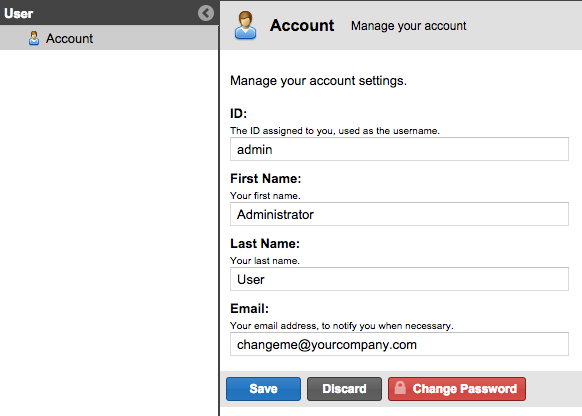 User
Account
Account Manage your account
Manage your account settings.
ID:
The ID assigned to you, used as the username.
admin
First Name:
Your first name.
Administrator
Last Name:
Your last name.
User
Email:
Your email address, to notify you when necessary.
changeme@yourcompany.com
Save Discard Change Password